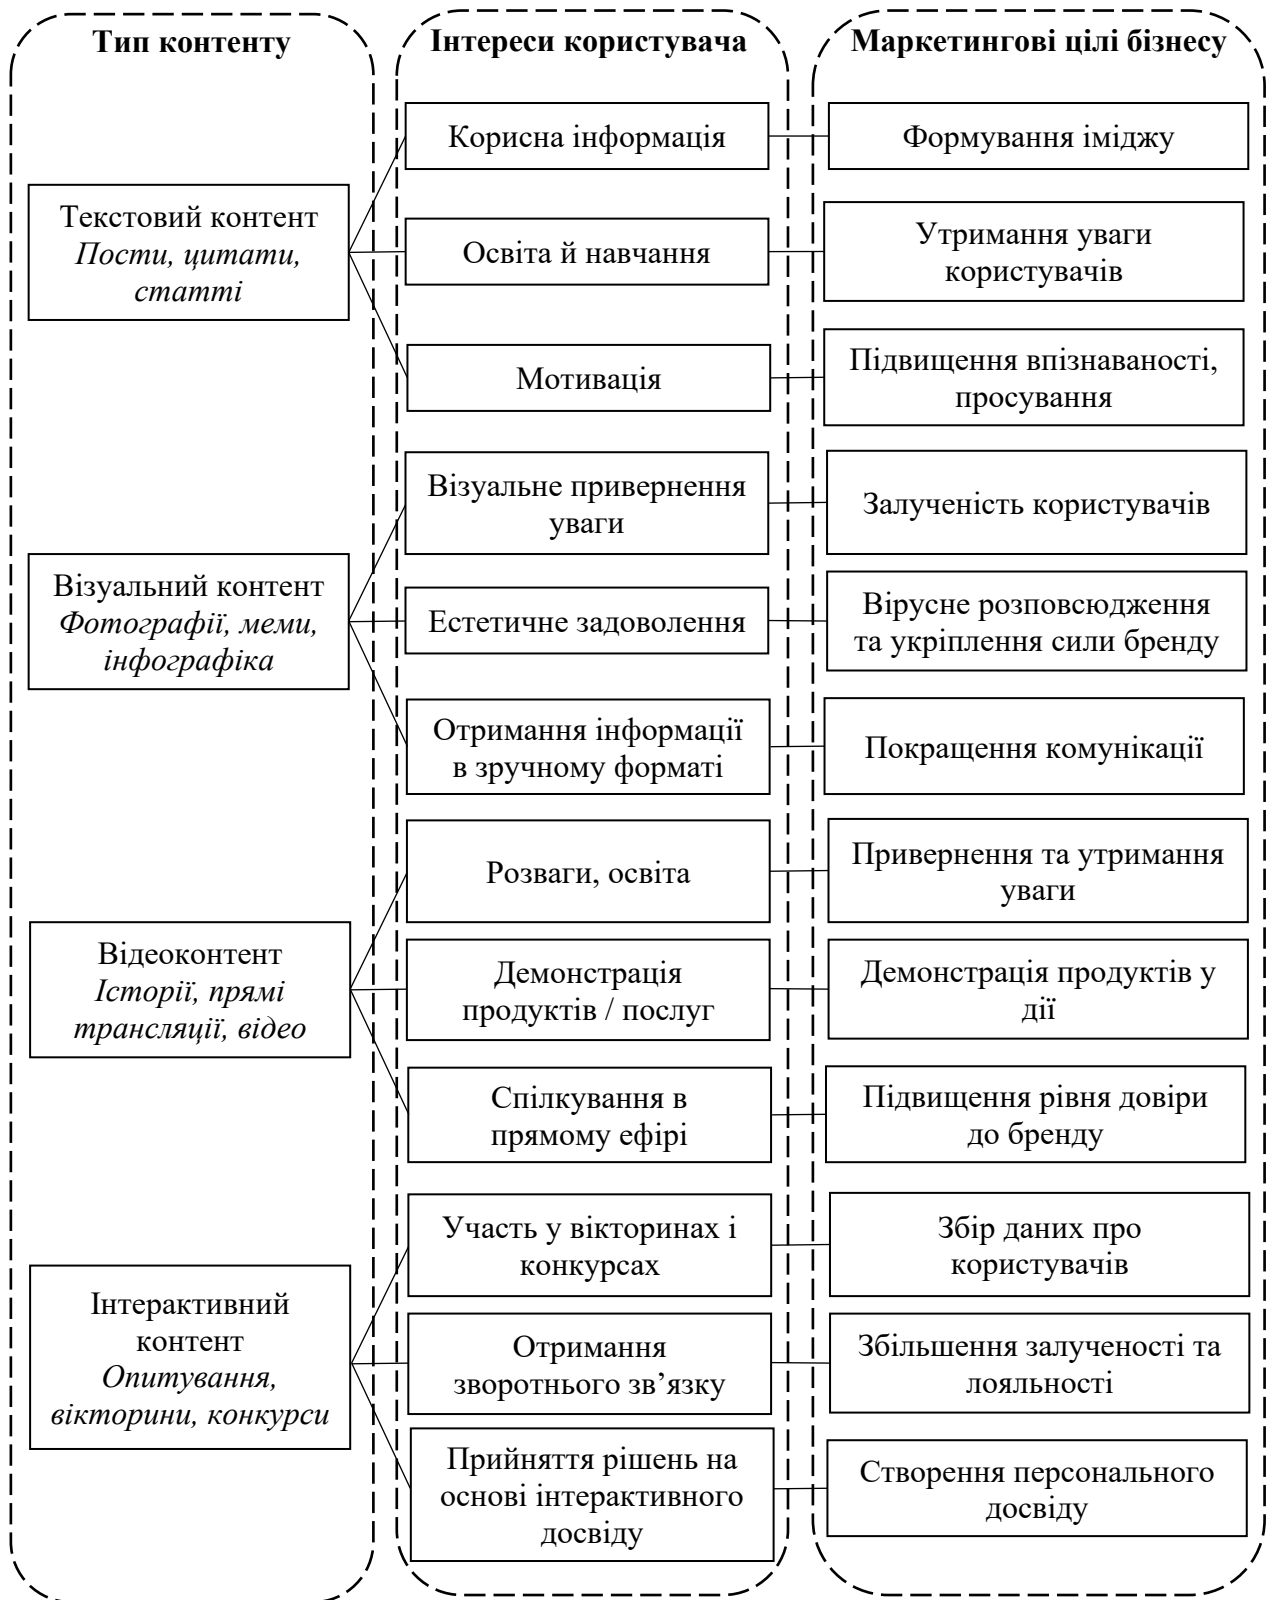 Тип контенту
Інтереси користувача
Маркетингові цілі бізнесу
Текстовий контент
Пости, цитати,
статті
Корисна інформація
Формування іміджу
Освіта й навчання
Утримання уваги
користувачів
Мотивація
Підвищення впізнаваності,
просування
Візуальний контент
Фотографії, меми,
інфографіка
Візуальне привернення
уваги
Залученість користувачів
Естетичне задоволення
Вірусне розповсюдження
та укріплення сили бренду
Отримання інформації
в зручному форматі
Покращення комунікації
Відеоконтент
Історії, прямі
трансляції, відео
Розваги, освіта
Привернення та утримання
уваги
Демонстрація
продуктів / послуг
Демонстрація продуктів у
дії
Спілкування в
прямому ефірі
Підвищення рівня довіри
до бренду
Інтерактивний
контент
Опитування,
вікторини, конкурси
Участь у вікторинах і
конкурсах
Збір даних про
користувачів
Отримання
зворотнього зв’язку
Збільшення залученості та
лояльності
Прийняття рішень на
основі інтерактивного
досвіду
Створення персонального
досвіду